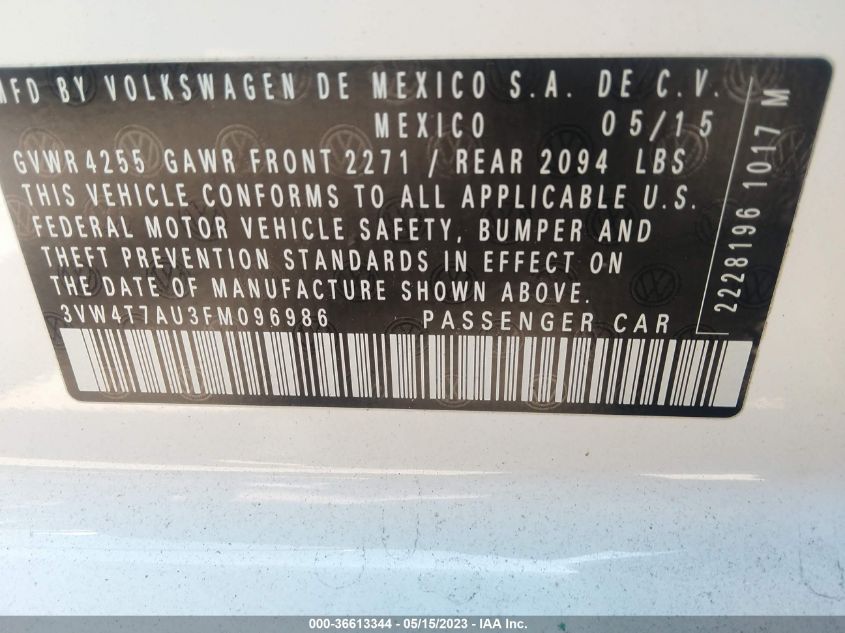 MFD BY VOLKSWAGEN DE MEXICO S.A. DE C.V.
MEXICO 05/15
GVWR 4255 GAWR FRONT 2271 / REAR 2094 LBS
THIS VEHICLE CONFORMS TO ALL APPLICABLE U.S.
FEDERAL MOTOR VEHICLE SAFETY, BUMPER AND
THEFT PREVENTION STANDARDS IN EFFECT ON
THE DATE OF MANUFACTURE SHOWN ABOVE.
3VW4T7AU3FM096986 PASSENGER CAR
2228196 1017 M
000-36613344 - 05/15/2023 - IAA Inc.